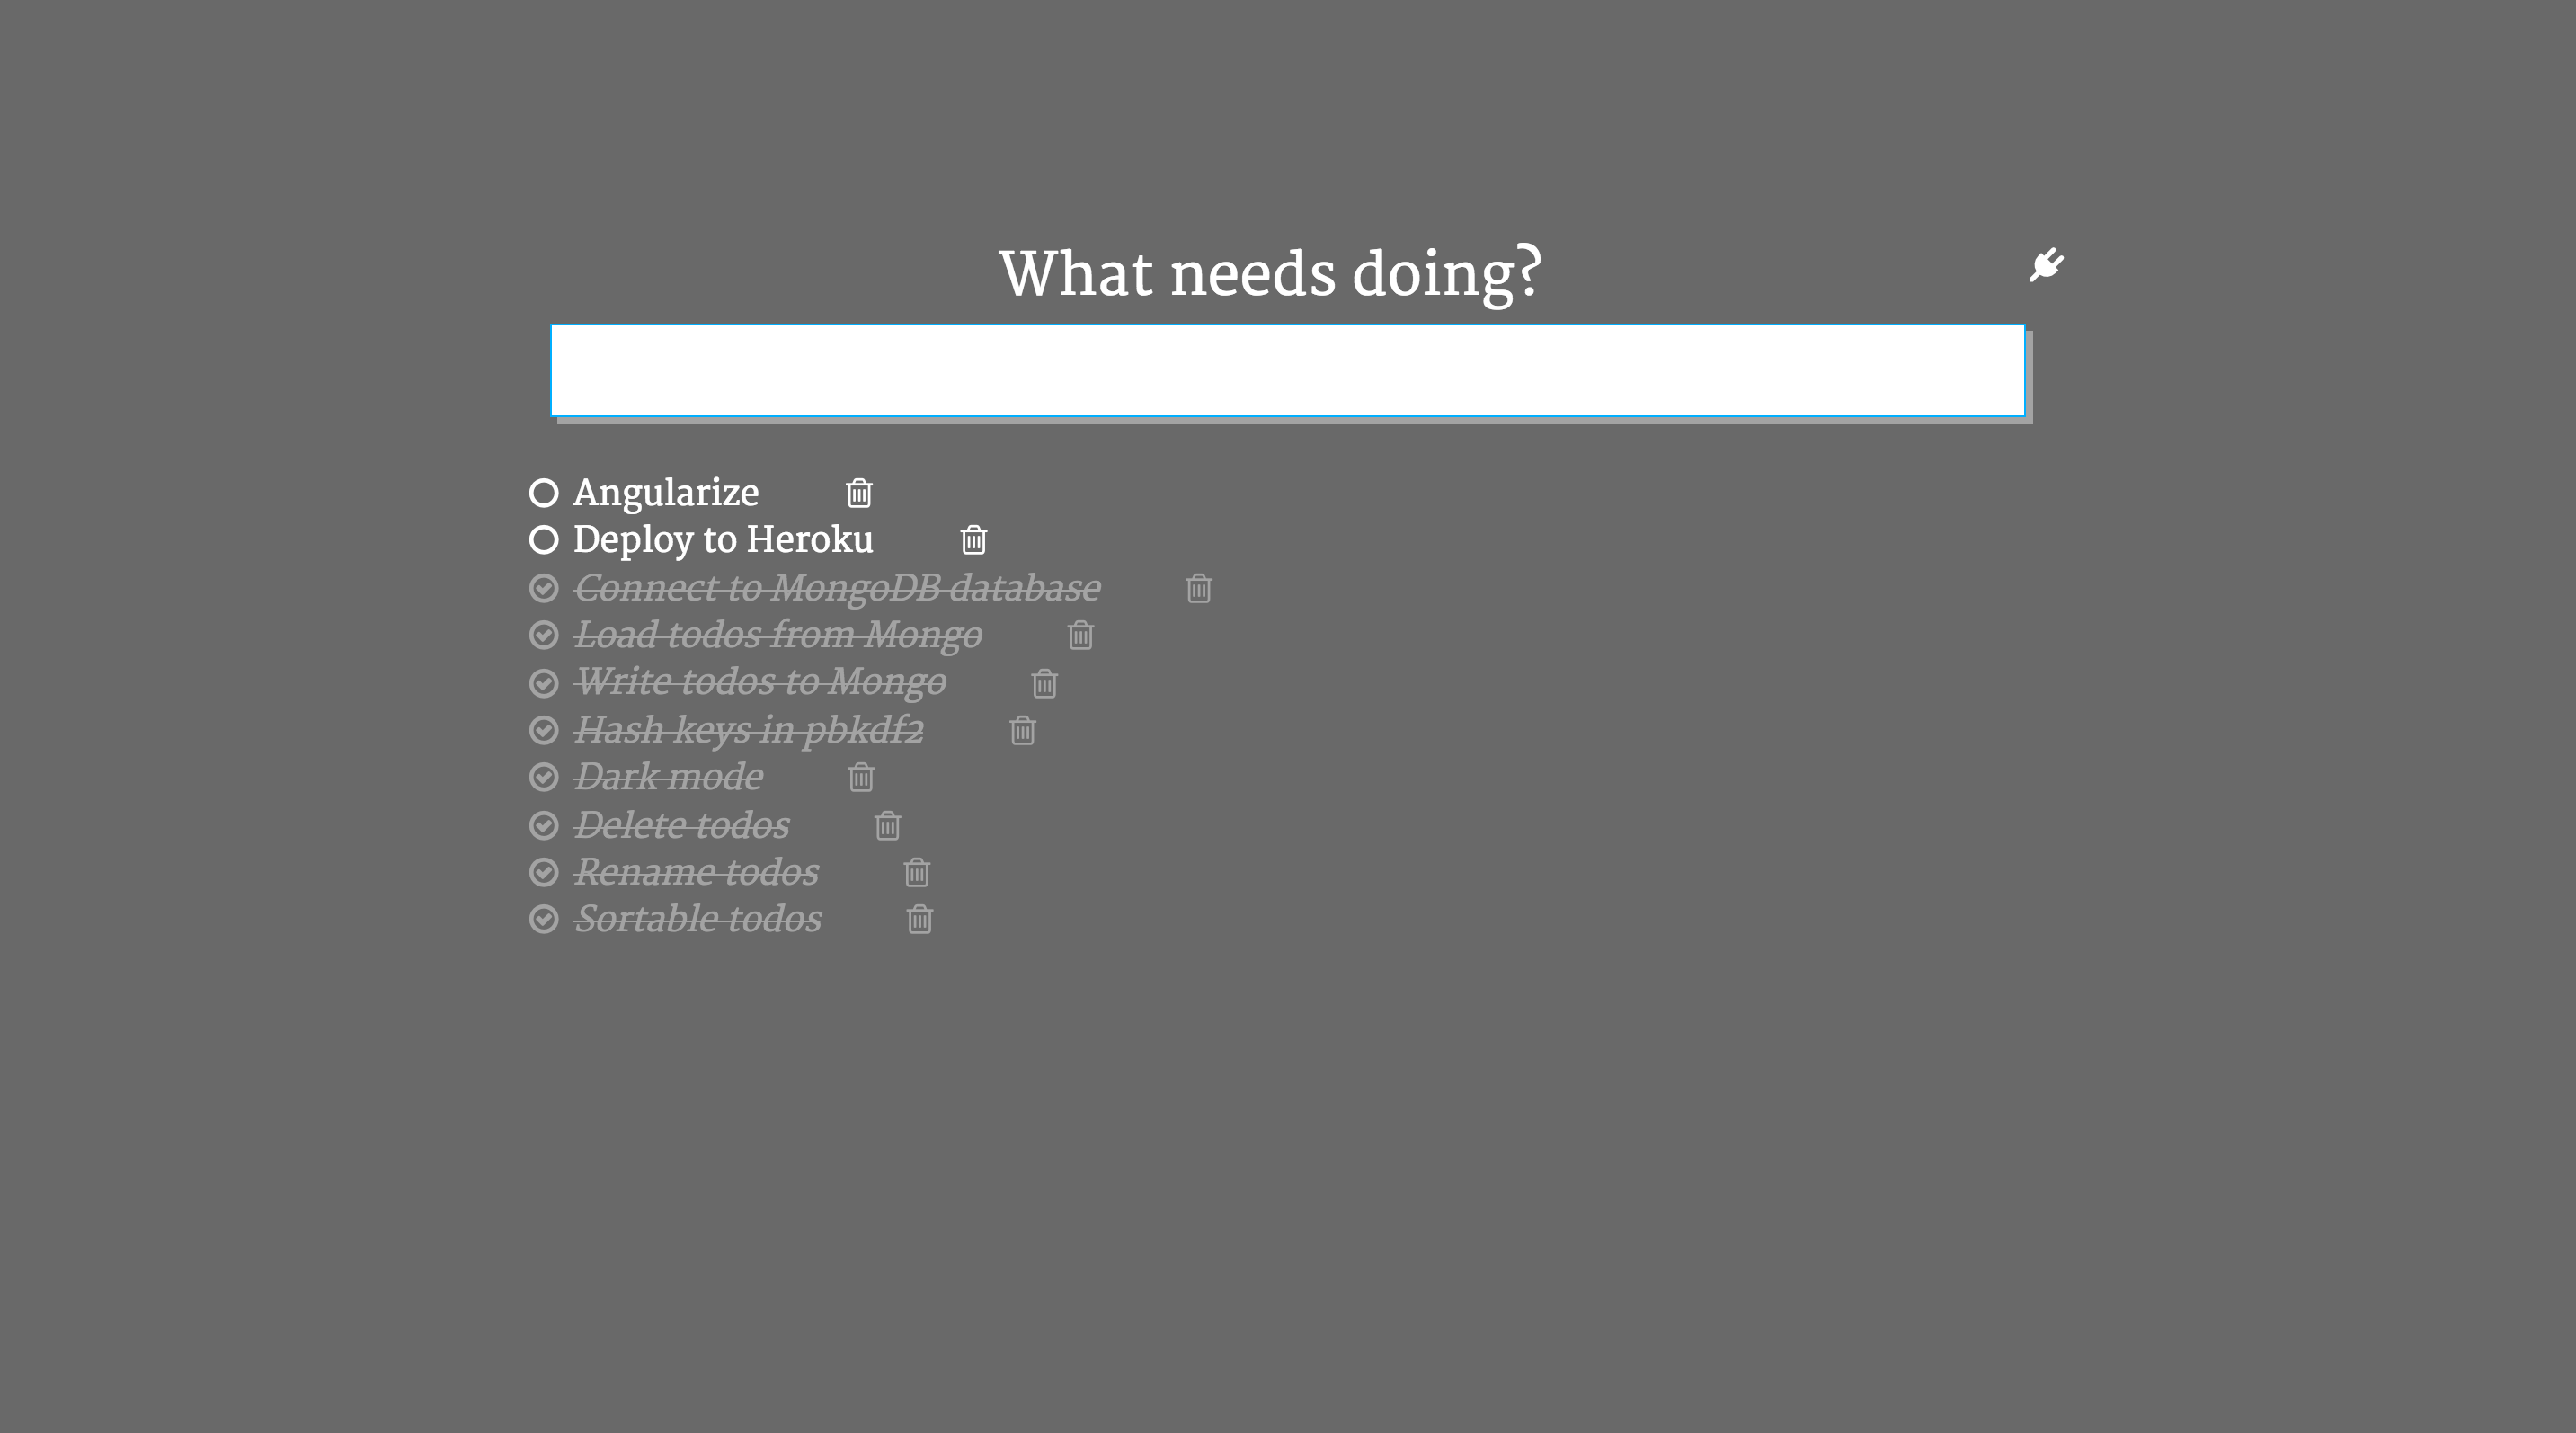 What needs doing?
Angularize
Deploy to Heroku
Connect to MongoDB database
Load todos from Mongo
Write todos to Mongo
Hash keys in pbkdf2
Dark mode
Delete todos
Rename todos
Sortable todos